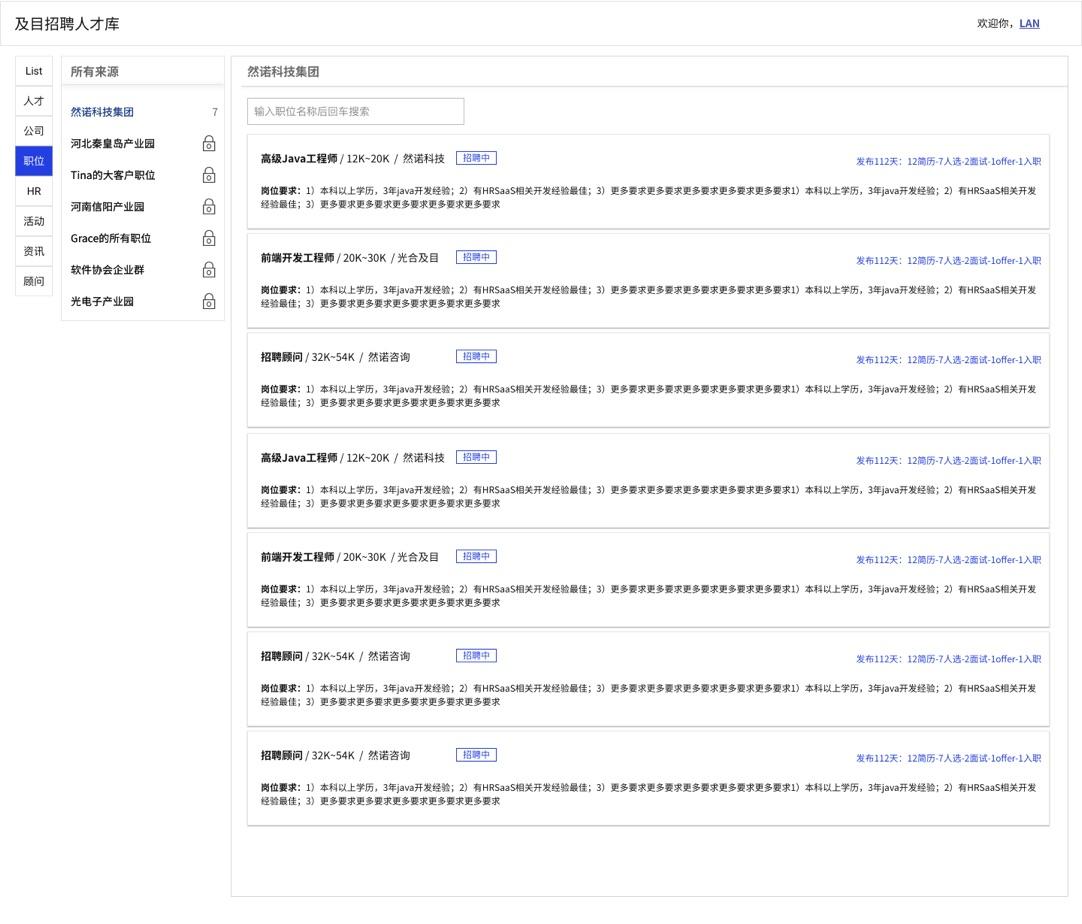 及目招聘人才库
欢迎你，LAN
List
人才
公司
职位
HR
活动
资讯
顾问
所有来源
然诺科技集团 7
河北秦皇岛产业园
Tina的大客户职位
河南信阳产业园
Grace的所有职位
软件协会企业群
光电子产业园
然诺科技集团
输入职位名称后回车搜索
高级Java工程师 / 12K~20K / 然诺科技 招聘中
发布112天：12简历-7人选-2面试-1offer-1入职
岗位要求：1）本科以上学历，3年java开发经验；2）有HRSaaS相关开发经验最佳；3）更多要求更多要求更多要求更多要求更多要求1）本科以上学历，3年java开发经验；2）有HRSaaS相关开发
经验最佳；3）更多要求更多要求更多要求更多要求更多要求
前端开发工程师 / 20K~30K / 光合及目 招聘中
发布112天：12简历-7人选-2面试-1offer-1入职
岗位要求：1）本科以上学历，3年java开发经验；2）有HRSaaS相关开发经验最佳；3）更多要求更多要求更多要求更多要求更多要求1）本科以上学历，3年java开发经验；2）有HRSaaS相关开发
经验最佳；3）更多要求更多要求更多要求更多要求更多要求
招聘顾问 / 32K~54K / 然诺咨询 招聘中
发布112天：12简历-7人选-2面试-1offer-1入职
岗位要求：1）本科以上学历，3年java开发经验；2）有HRSaaS相关开发经验最佳；3）更多要求更多要求更多要求更多要求更多要求1）本科以上学历，3年java开发经验；2）有HRSaaS相关开发
经验最佳；3）更多要求更多要求更多要求更多要求更多要求
高级Java工程师 / 12K~20K / 然诺科技 招聘中
发布112天：12简历-7人选-2面试-1offer-1入职
岗位要求：1）本科以上学历，3年java开发经验；2）有HRSaaS相关开发经验最佳；3）更多要求更多要求更多要求更多要求更多要求1）本科以上学历，3年java开发经验；2）有HRSaaS相关开发
经验最佳；3）更多要求更多要求更多要求更多要求更多要求
前端开发工程师 / 20K~30K / 光合及目 招聘中
发布112天：12简历-7人选-2面试-1offer-1入职
岗位要求：1）本科以上学历，3年java开发经验；2）有HRSaaS相关开发经验最佳；3）更多要求更多要求更多要求更多要求更多要求1）本科以上学历，3年java开发经验；2）有HRSaaS相关开发
经验最佳；3）更多要求更多要求更多要求更多要求更多要求
招聘顾问 / 32K~54K / 然诺咨询 招聘中
发布112天：12简历-7人选-2面试-1offer-1入职
岗位要求：1）本科以上学历，3年java开发经验；2）有HRSaaS相关开发经验最佳；3）更多要求更多要求更多要求更多要求更多要求1）本科以上学历，3年java开发经验；2）有HRSaaS相关开发
经验最佳；3）更多要求更多要求更多要求更多要求更多要求
招聘顾问 / 32K~54K / 然诺咨询 招聘中
发布112天：12简历-7人选-2面试-1offer-1入职
岗位要求：1）本科以上学历，3年java开发经验；2）有HRSaaS相关开发经验最佳；3）更多要求更多要求更多要求更多要求更多要求1）本科以上学历，3年java开发经验；2）有HRSaaS相关开发
经验最佳；3）更多要求更多要求更多要求更多要求更多要求